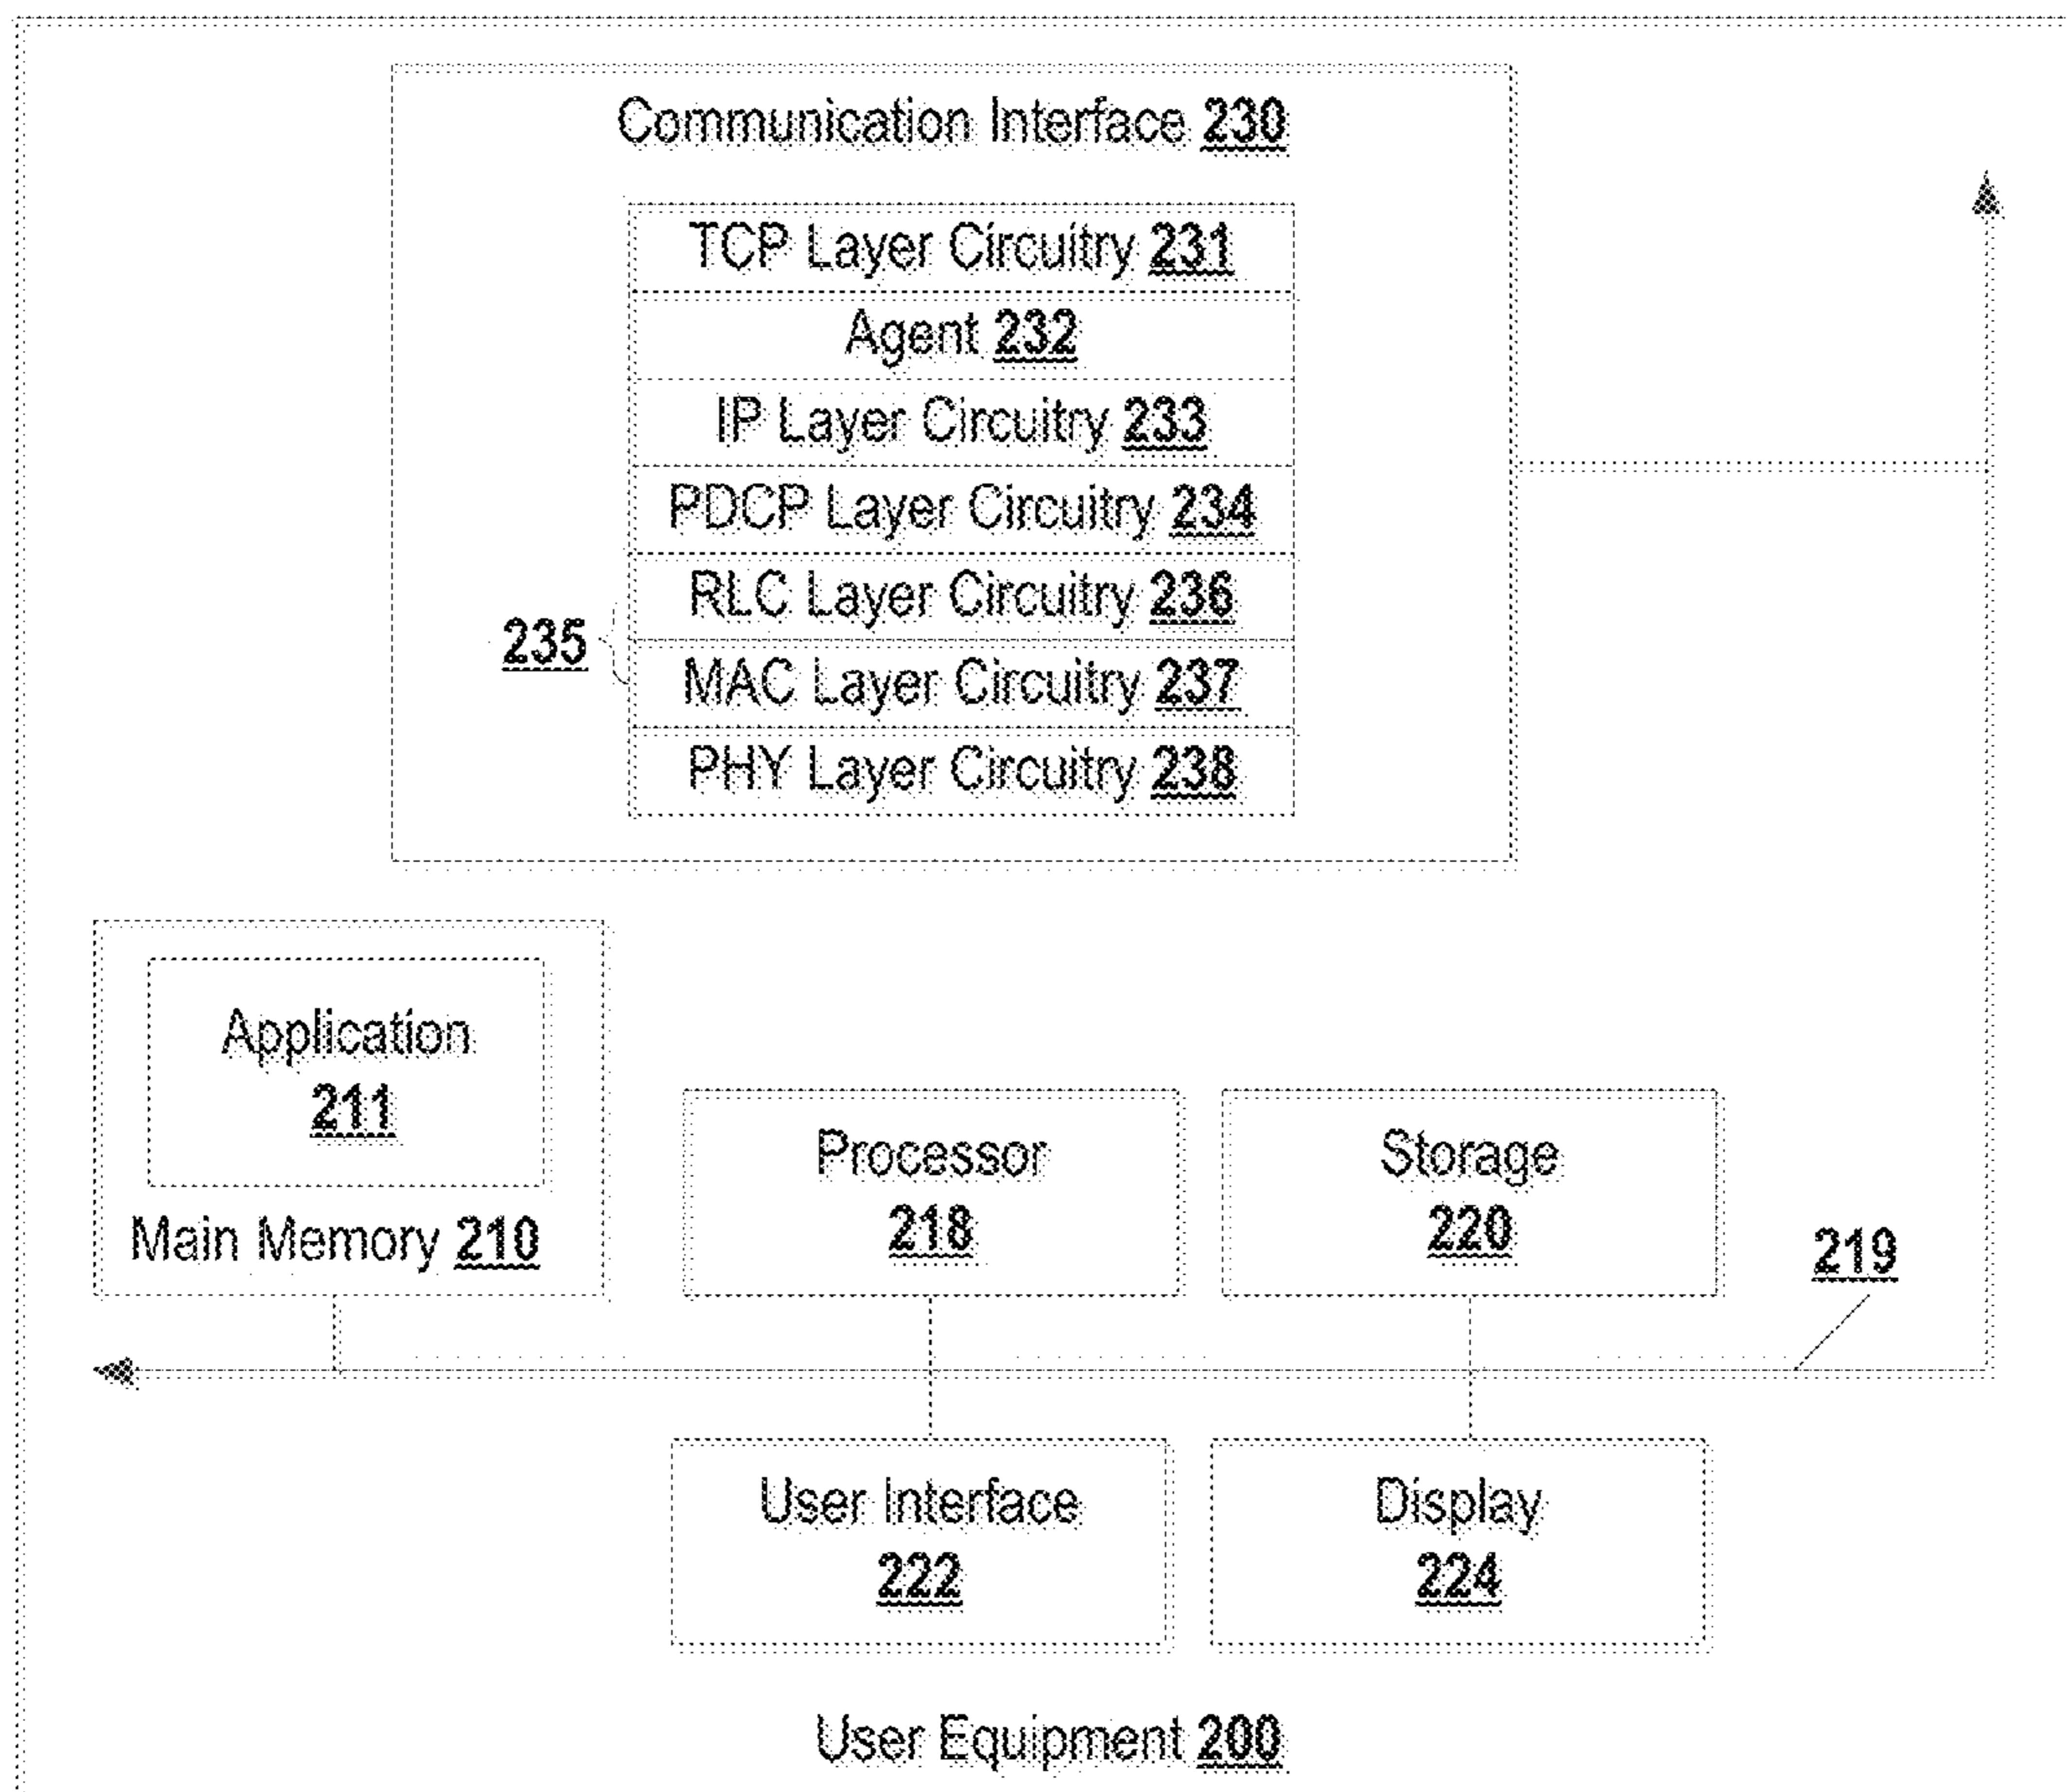 Communication Interface 230
TCP Layer Circuitry 231
Agent 232
IP Layer Circuitry 233
PDCP Layer Circuitry 234
RLC Layer Circuitry 236
235
MAC Layer Circuitry 237
PHY Layer Circuitry 238
Application
211
Main Memory 210
Processor
218
Storage
220
219
User Interface
222
Display
224
User Equipment 200